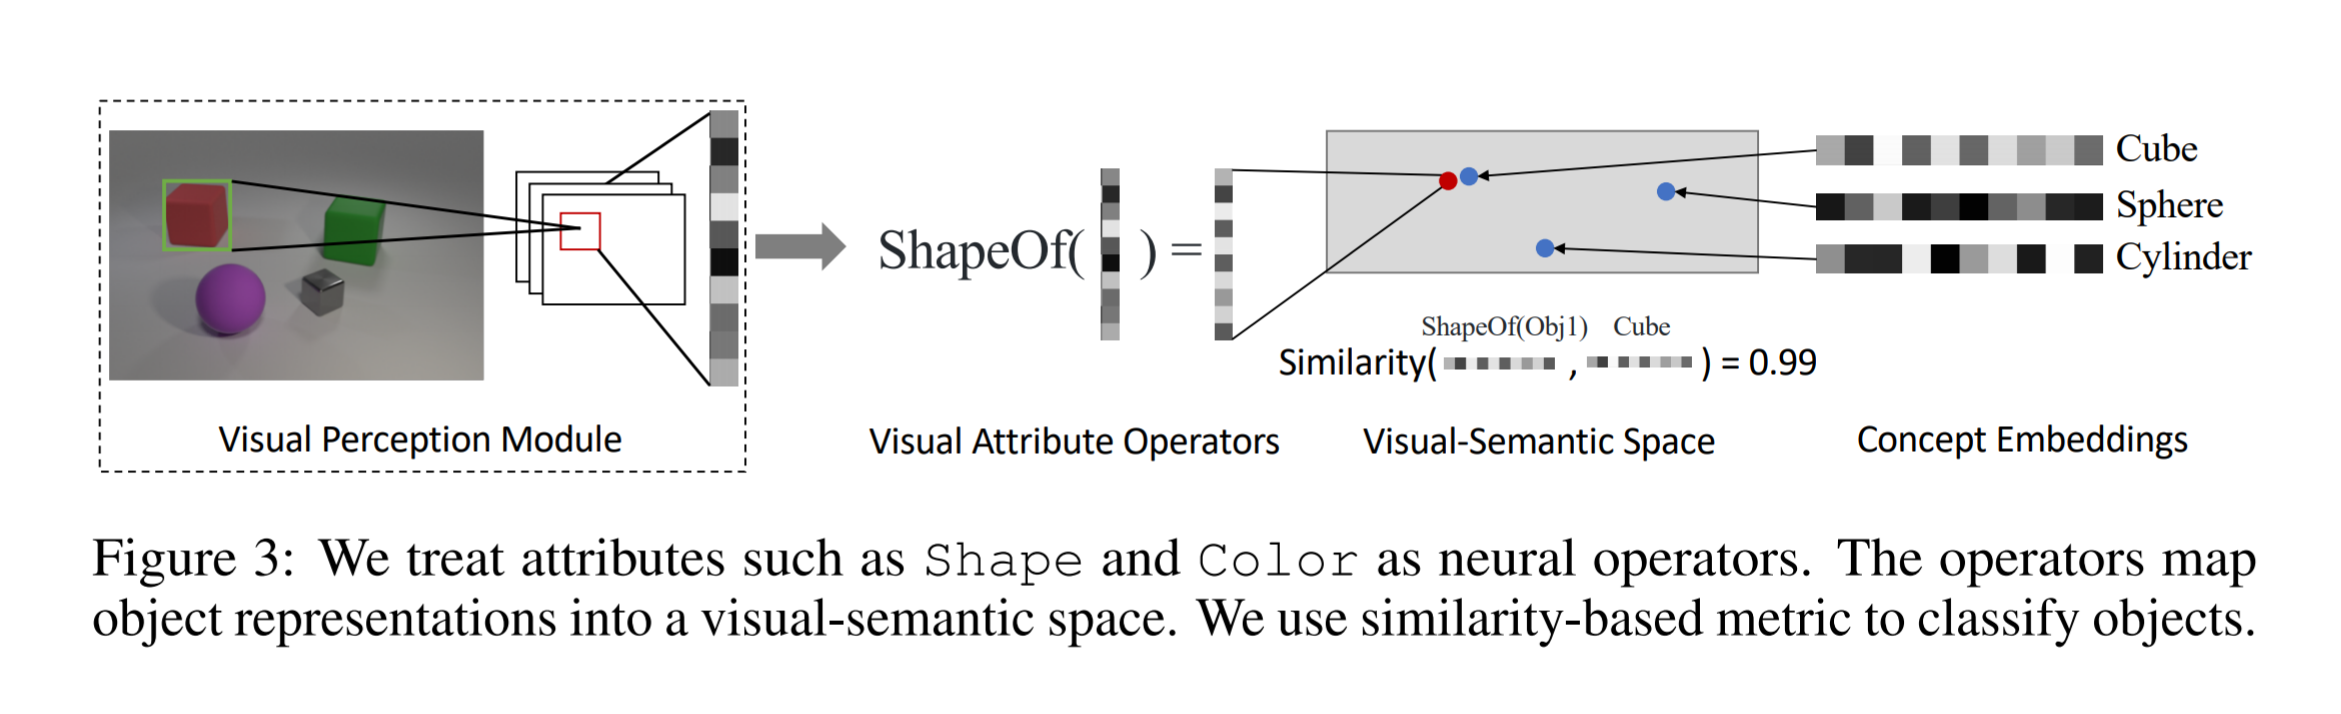 Cube
Sphere
Cylinder
ShapeOf( ) =
ShapeOf(Obj1) Cube
Similarity( , ) = 0.99
Visual Perception Module
Visual Attribute Operators
Visual-Semantic Space
Concept Embeddings
Figure 3: We treat attributes such as Shape and Color as neural operators. The operators map
object representations into a visual-semantic space. We use similarity-based metric to classify objects.